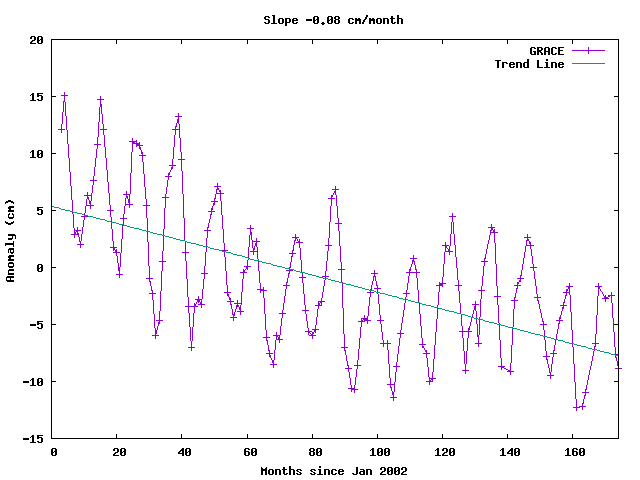 Slope -0.08 cm/month
GRACE
Trend Line
20
15
10
5
0
-5
-10
-15
Anomaly (cm)
0 20 40 60 80 100 120 140 160
Months since Jan 2002